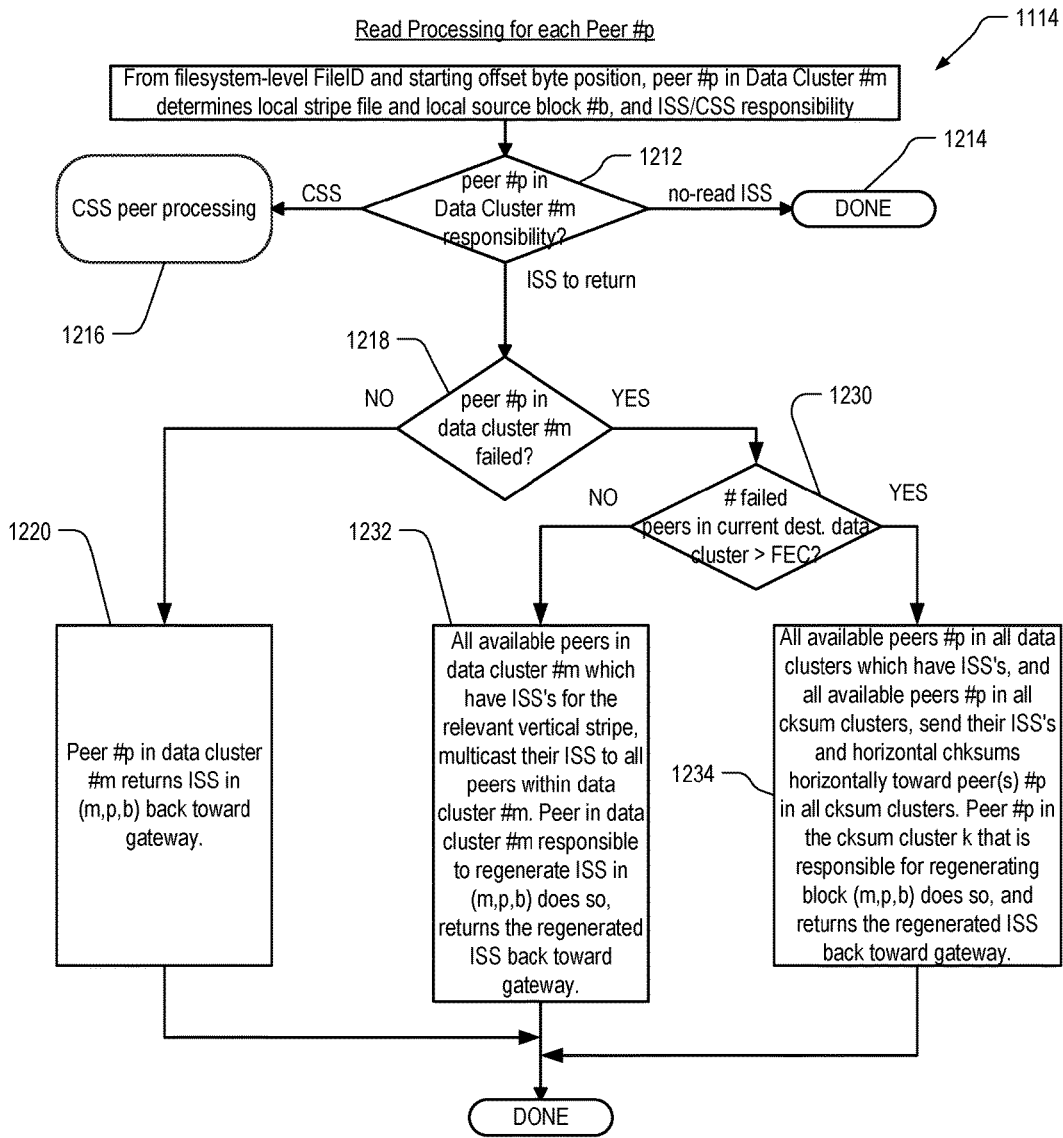 Read Processing for each Peer #p
1114
From filesystem-level FileID and starting offset byte position, peer #p in Data Cluster #m
determines local stripe file and local source block #b, and ISS/CSS responsibility
1212
1214
CSS peer processing
CSS
peer #p in
Data Cluster #m
responsibility?
no-read ISS
DONE
ISS to return
1216
1218
NO
peer #p in
data cluster #m
failed?
YES
1230
NO
# failed
peers in current dest. data
cluster > FEC?
YES
1220
1232
Peer #p in data cluster
#m returns ISS in
(m,p,b) back toward
gateway.
All available peers in
data cluster #m which
have ISS's for the
relevant vertical stripe,
multicast their ISS to all
peers within data
cluster #m. Peer in data
cluster #m responsible
to regenerate ISS in
(m,p,b) does so,
returns the regenerated
ISS back toward
gateway.
1234
All available peers #p in all data
clusters which have ISS's, and
all available peers #p in all
cksum clusters, send their ISS's
and horizontal chksums
horizontally toward peer(s) #p
in all cksum clusters. Peer #p in
the cksum cluster k that is
responsible for regenerating
block (m,p,b) does so, and
returns the regenerated ISS
back toward gateway.
DONE